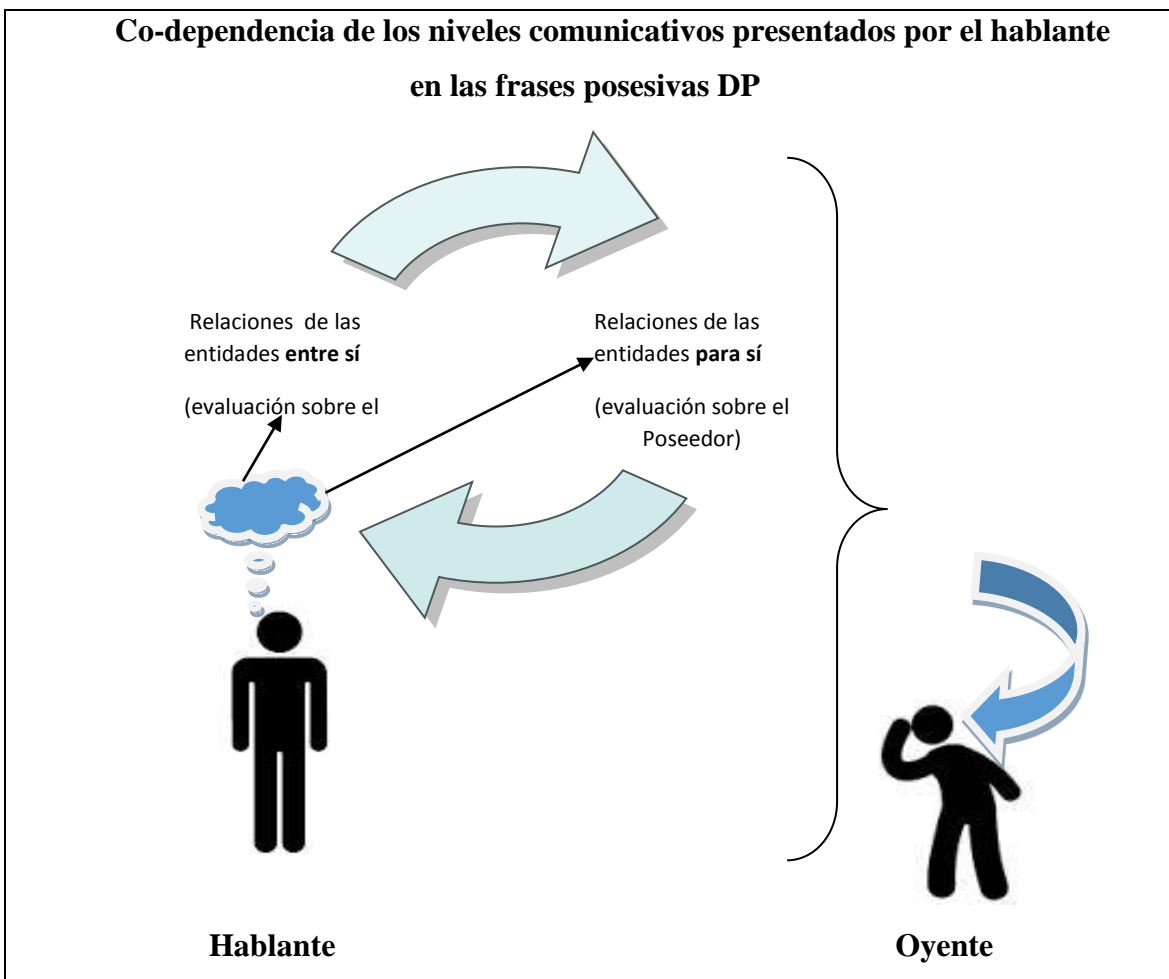 Co-dependencia de los niveles comunicativos presentados por el hablante
en las frases posesivas DP
Relaciones de las
entidades entre sí
(evaluación sobre el
Relaciones de las
entidades para sí
(evaluación sobre el
Poseedor)
Hablante
Oyente